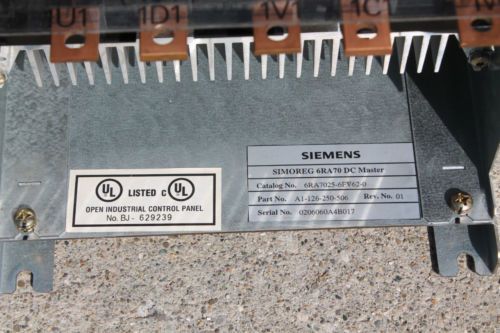 1U1 1D1 1V1 1C1
SIEMENS
SIMOREG 6RA70 DC Master
Catalog No. 6RA7025-6FV62-0
Part No. A1-126-250-506 Rev. No. 01
Serial No. 0206060A4B017
UL LISTED C UL
OPEN INDUSTRIAL CONTROL PANEL
No. BJ- 629239